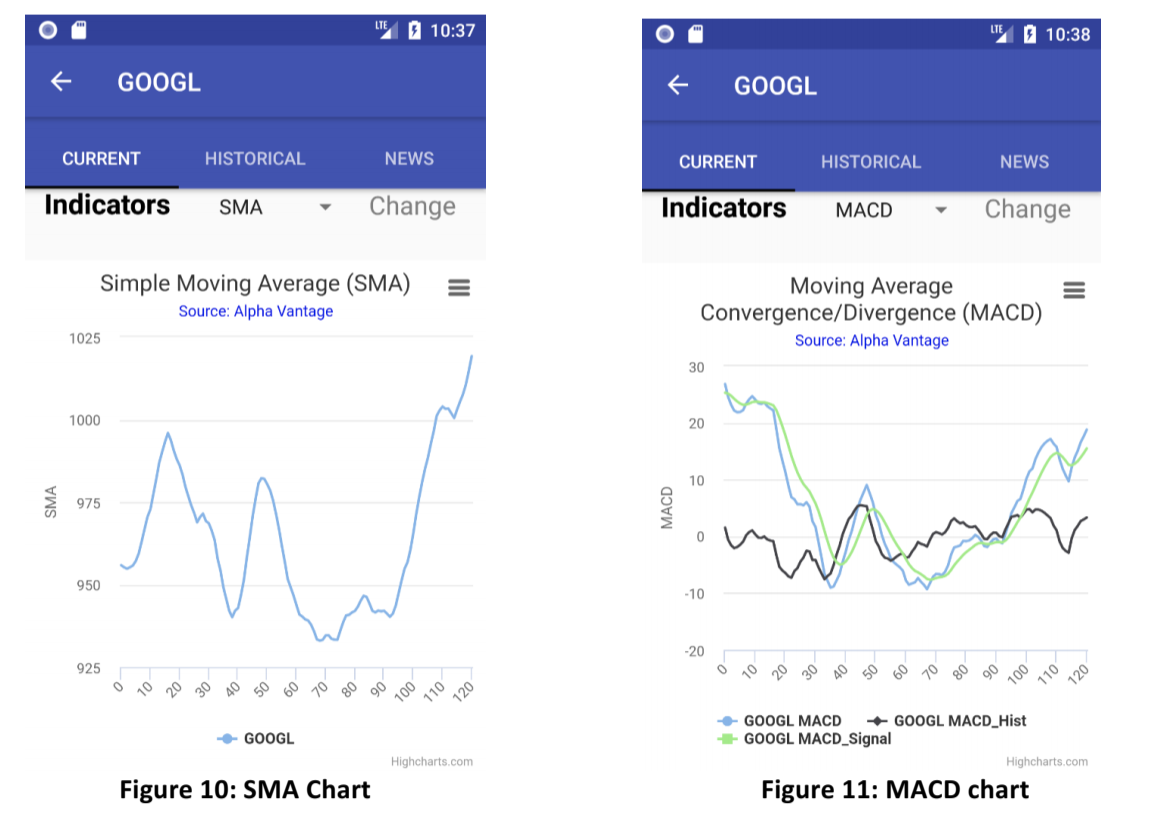 LTE 10:37
GOOGL
CURRENT HISTORICAL NEWS
Indicators SMA Change
Simple Moving Average (SMA)
Source: Alpha Vantage
1025
1000
975
950
925
SMA
0 10 20 30 40 50 60 70 80 90 100 110 120
GOOGL
Highcharts.com
Figure 10: SMA Chart
LTE 10:38
GOOGL
CURRENT HISTORICAL NEWS
Indicators MACD Change
Moving Average
Convergence/Divergence (MACD)
Source: Alpha Vantage
30
20
10
0
-10
-20
MACD
0 10 20 30 40 50 60 70 80 90 100 110 120
GOOGL MACD GOOGL MACD_Hist
GOOGL MACD_Signal
Highcharts.com
Figure 11: MACD chart